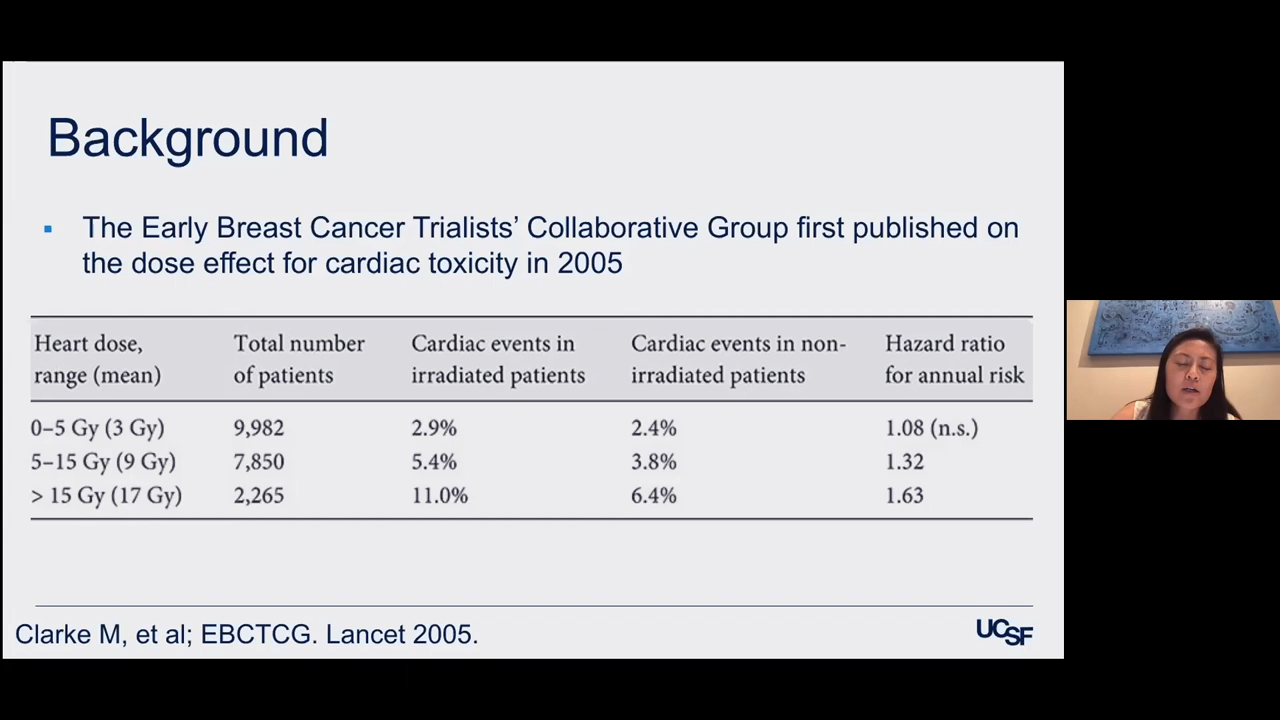 Background
▪ The Early Breast Cancer Trialists’ Collaborative Group first published on
the dose effect for cardiac toxicity in 2005
Heart dose, range (mean) Total number of patients Cardiac events in irradiated patients Cardiac events in non-irradiated patients Hazard ratio for annual risk
0–5 Gy (3 Gy) 9,982 2.9% 2.4% 1.08 (n.s.)
5–15 Gy (9 Gy) 7,850 5.4% 3.8% 1.32
> 15 Gy (17 Gy) 2,265 11.0% 6.4% 1.63
Clarke M, et al; EBCTCG. Lancet 2005.
UCSF